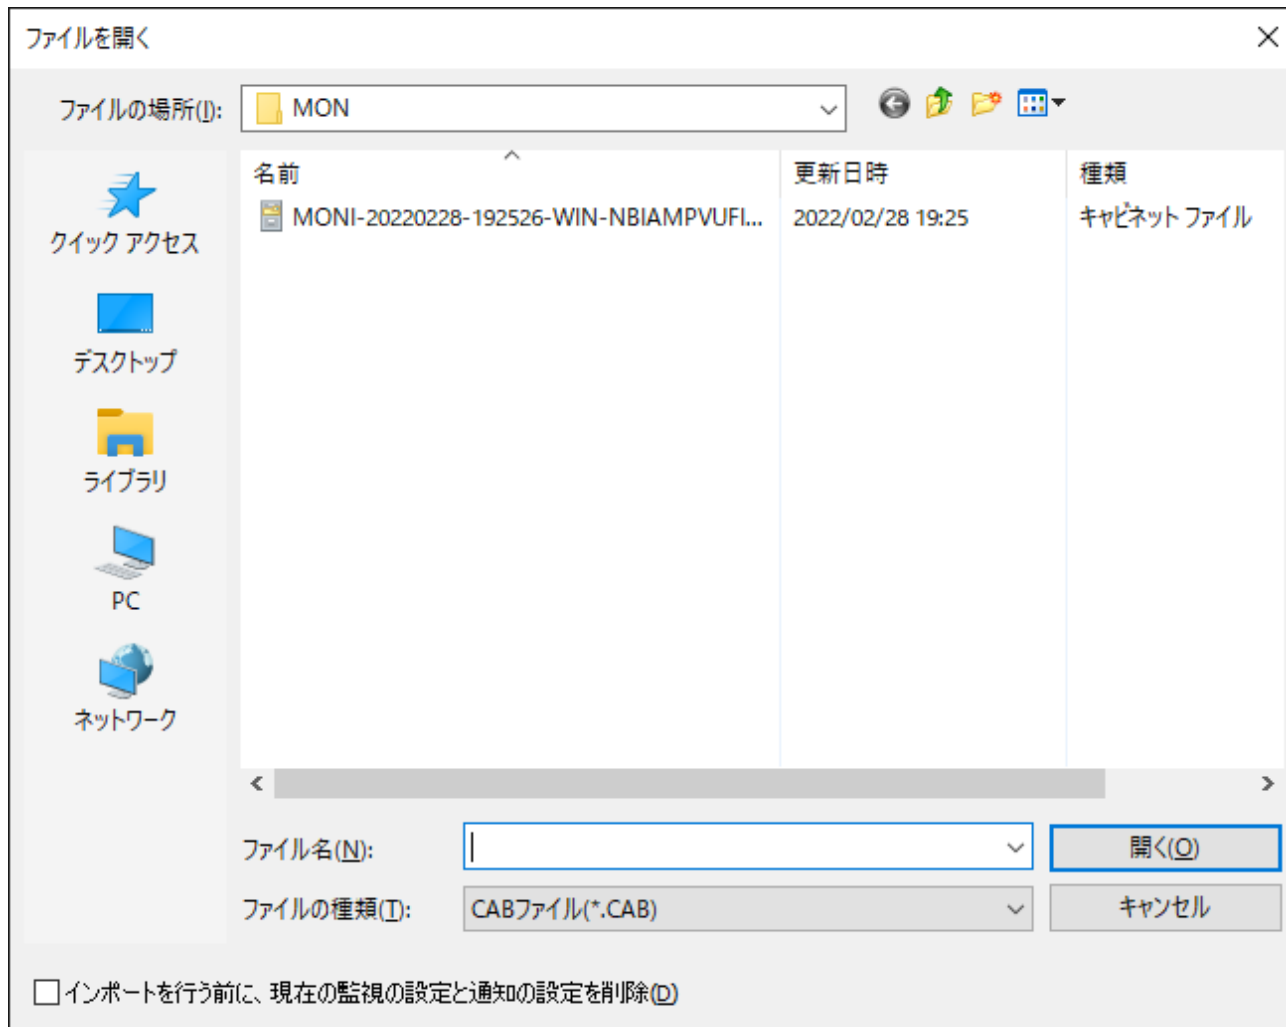 ファイルを開く
ファイルの場所(I):
MON
名前
更新日時
種類
MONI-20220228-192526-WIN-NBIAMPVUFI...
2022/02/28 19:25
キャビネット ファイル
クイック アクセス
デスクトップ
ライブラリ
PC
ネットワーク
ファイル名(N):
開く(O)
ファイルの種類(T):
CABファイル(*.CAB)
キャンセル
インポートを行う前に、現在の監視の設定と通知の設定を削除(D)